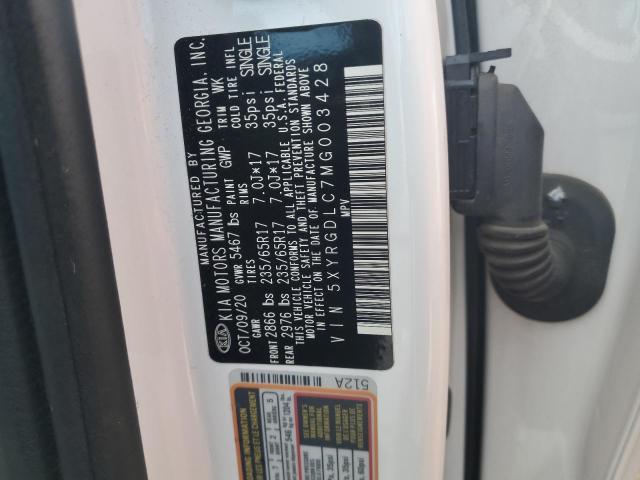 KIA
MANUFACTURED BY
KIA MOTORS MANUFACTURING GEORGIA, INC.
OCT/09/20 GVWR 5467 lbs PAINT GWP TRIM WK
GAWR TIRES RIMS COLD TIRE INFL
FRONT 2866 lbs 235/65R17 7.0J*17 35psi SINGLE
REAR 2976 lbs 235/65R17 7.0J*17 35psi SINGLE
THIS VEHICLE CONFORMS TO ALL APPLICABLE U.S.A. FEDERAL
MOTOR VEHICLE SAFETY AND THEFT PREVENTION STANDARDS
IN EFFECT ON THE DATE OF MANUFACTURE SHOWN ABOVE
VIN 5XYRGDLC7MG003428
MPV
512A